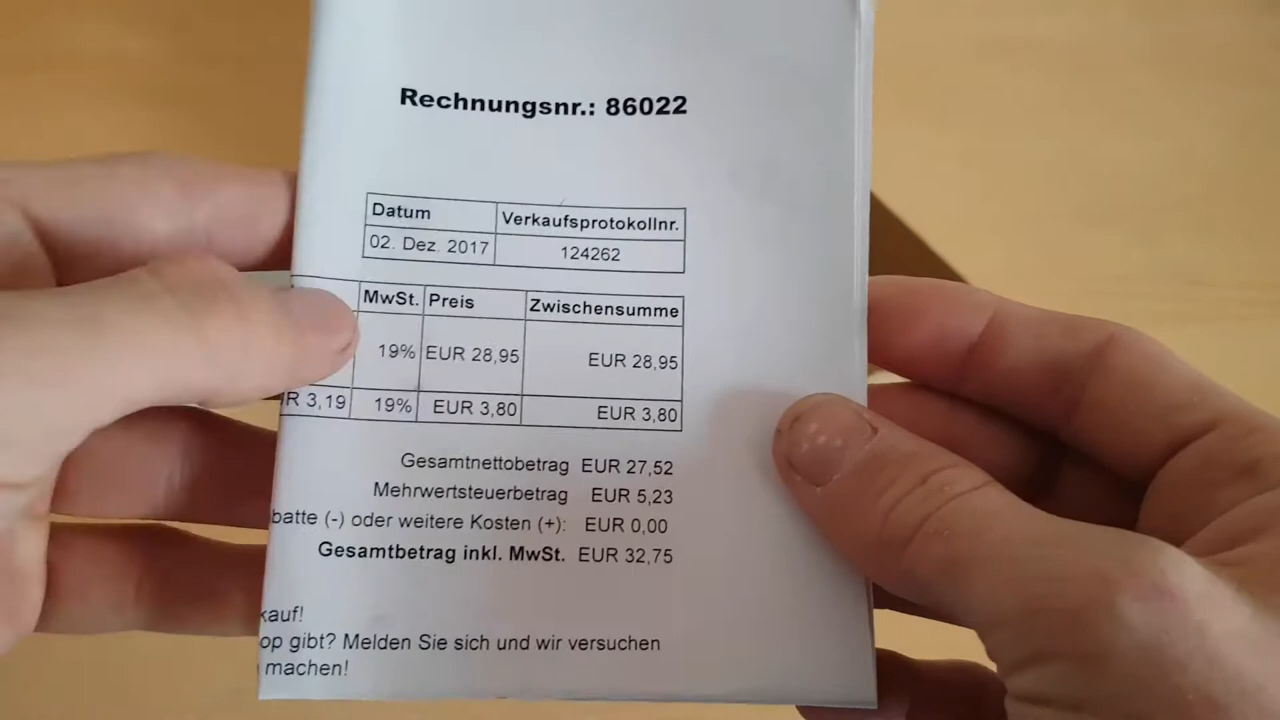 Rechnungsnr.: 86022
Datum Verkaufsprotokollnr.
02. Dez. 2017 124262
MwSt. Preis Zwischensumme
19% EUR 28,95 EUR 28,95
3,19 19% EUR 3,80 EUR 3,80
Gesamtnettobetrag EUR 27,52
Mehrwertsteuerbetrag EUR 5,23
batte (-) oder weitere Kosten (+): EUR 0,00
Gesamtbetrag inkl. MwSt. EUR 32,75
kauf!
op gibt? Melden Sie sich und wir versuchen
machen!